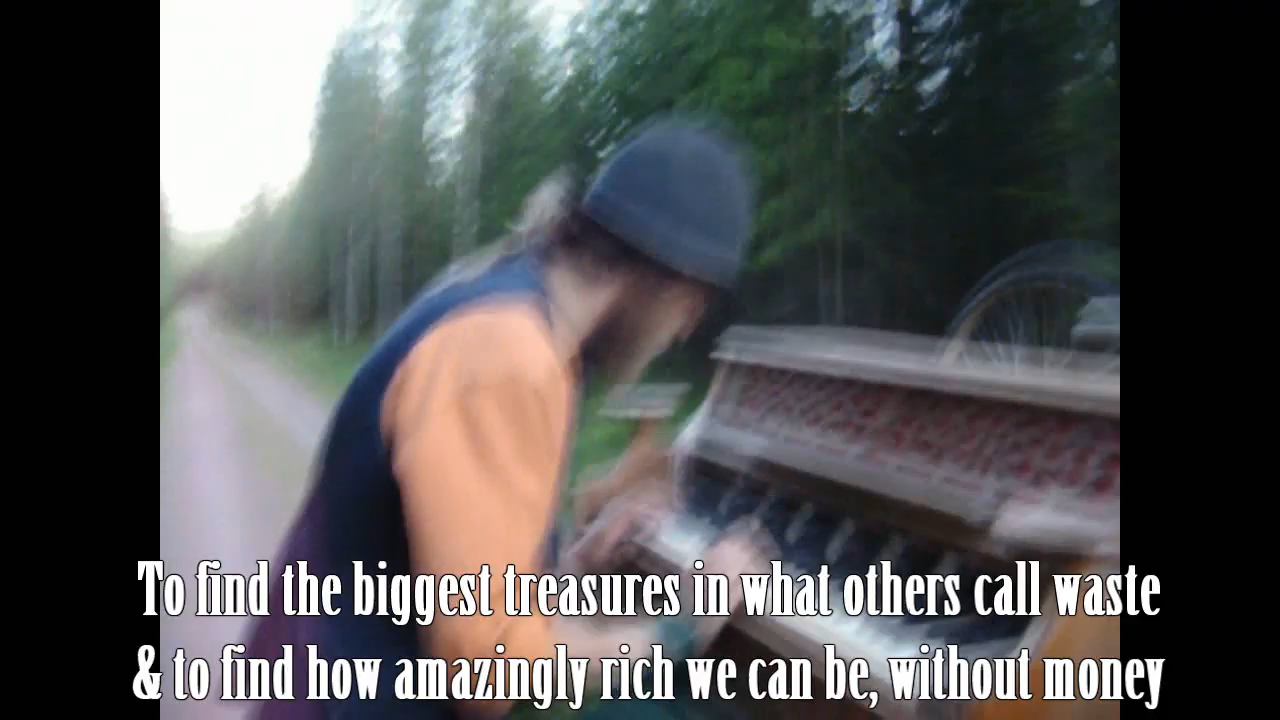 To find the biggest treasures in what others call waste
& to find how amazingly rich we can be, without money